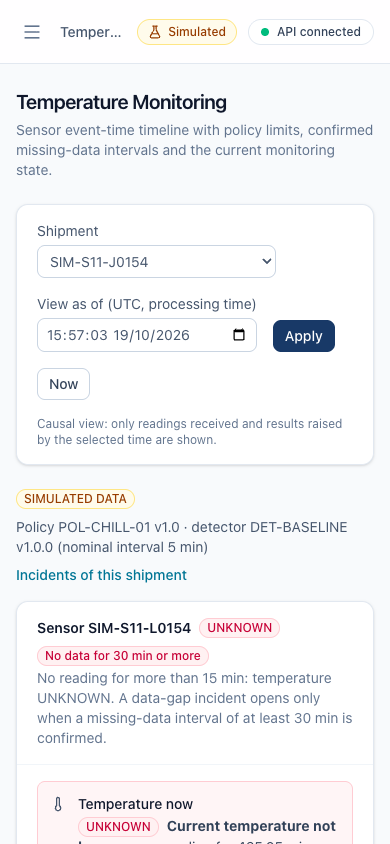 Temper...
Simulated
API connected
Temperature Monitoring
Sensor event-time timeline with policy limits, confirmed
missing-data intervals and the current monitoring
state.
Shipment
SIM-S11-J0154
View as of (UTC, processing time)
15:57:03 19/10/2026
Apply
Now
Causal view: only readings received and results raised
by the selected time are shown.
SIMULATED DATA
Policy POL-CHILL-01 v1.0 · detector DET-BASELINE
v1.0.0 (nominal interval 5 min)
Incidents of this shipment
Sensor SIM-S11-L0154 UNKNOWN
No data for 30 min or more
No reading for more than 15 min: temperature
UNKNOWN. A data-gap incident opens only
when a missing-data interval of at least 30 min is
confirmed.
Temperature now
UNKNOWN Current temperature not